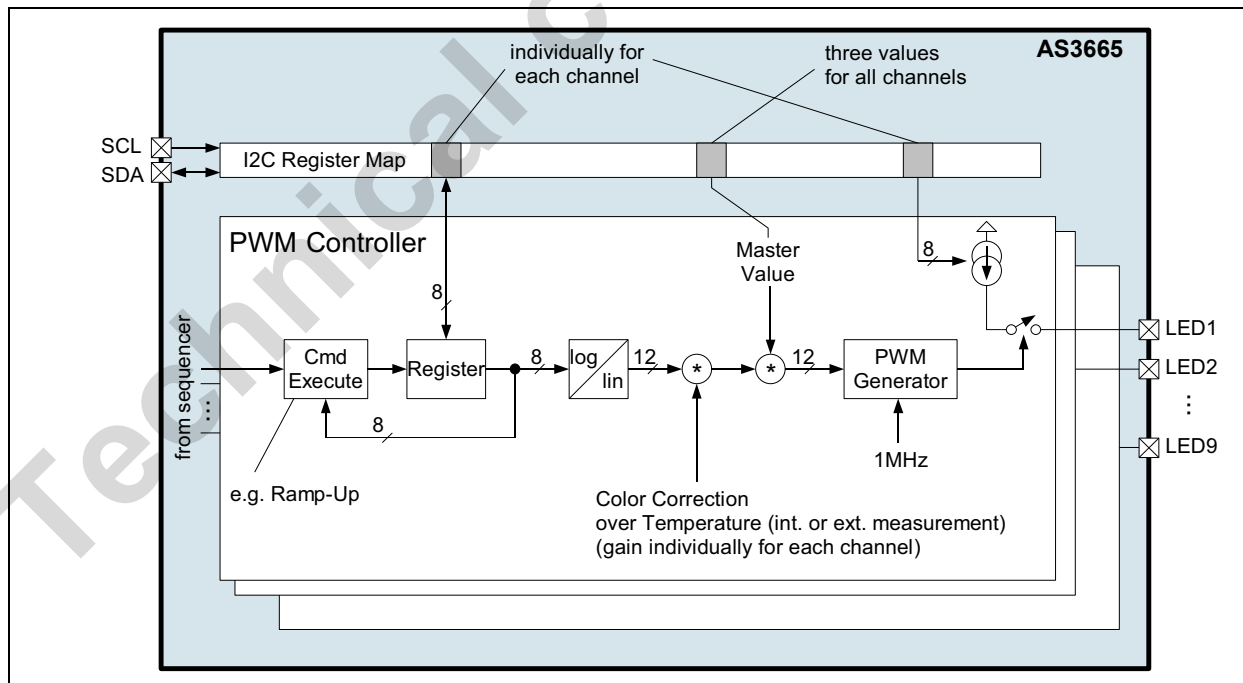 AS3665
individually for
each channel
three values
for all channels
SCL
SDA
I2C Register Map
PWM Controller
Master
Value
8
8
from sequencer
...
Cmd
Execute
Register
8
log
lin
12
*
*
12
PWM
Generator
8
1MHz
e.g. Ramp-Up
Color Correction
over Temperature (int. or ext. measurement)
(gain individually for each channel)
LED1
LED2
...
LED9
Technical c